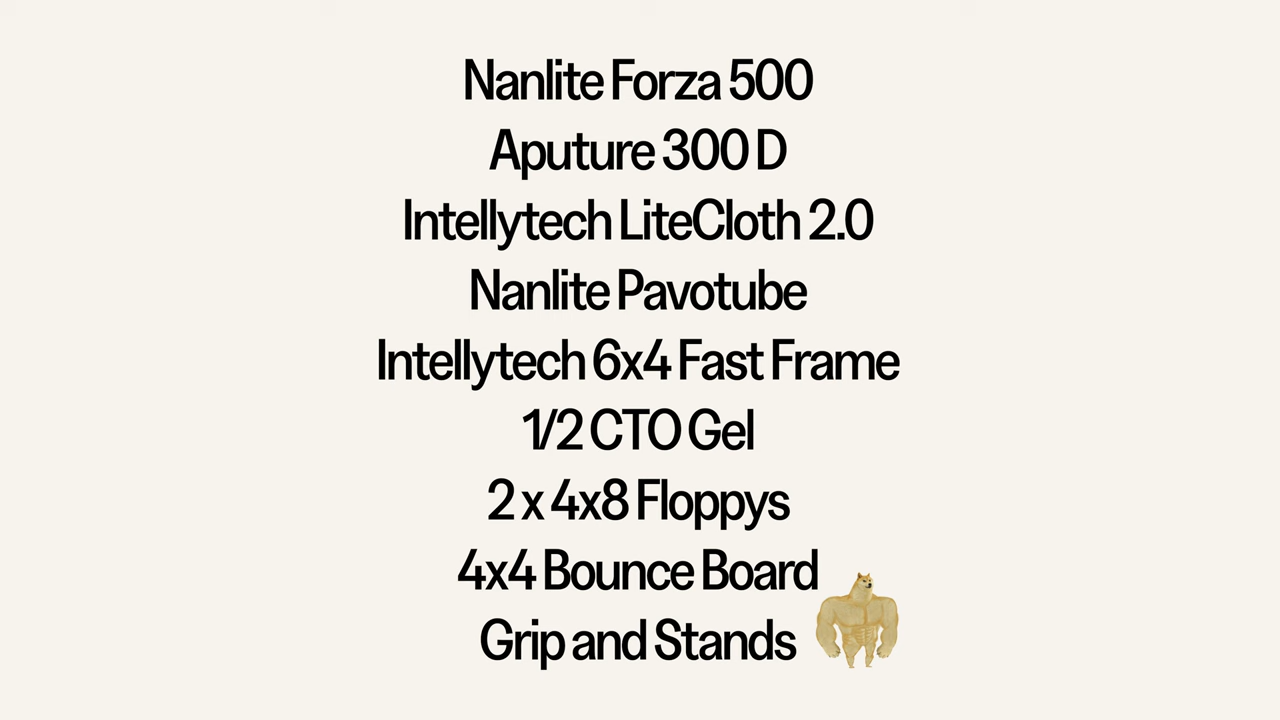 Nanlite Forza 500
Aputure 300 D
Intellytech LiteCloth 2.0
Nanlite Pavotube
Intellytech 6x4 Fast Frame
1/2 CTO Gel
2 x 4x8 Floppys
4x4 Bounce Board
Grip and Stands